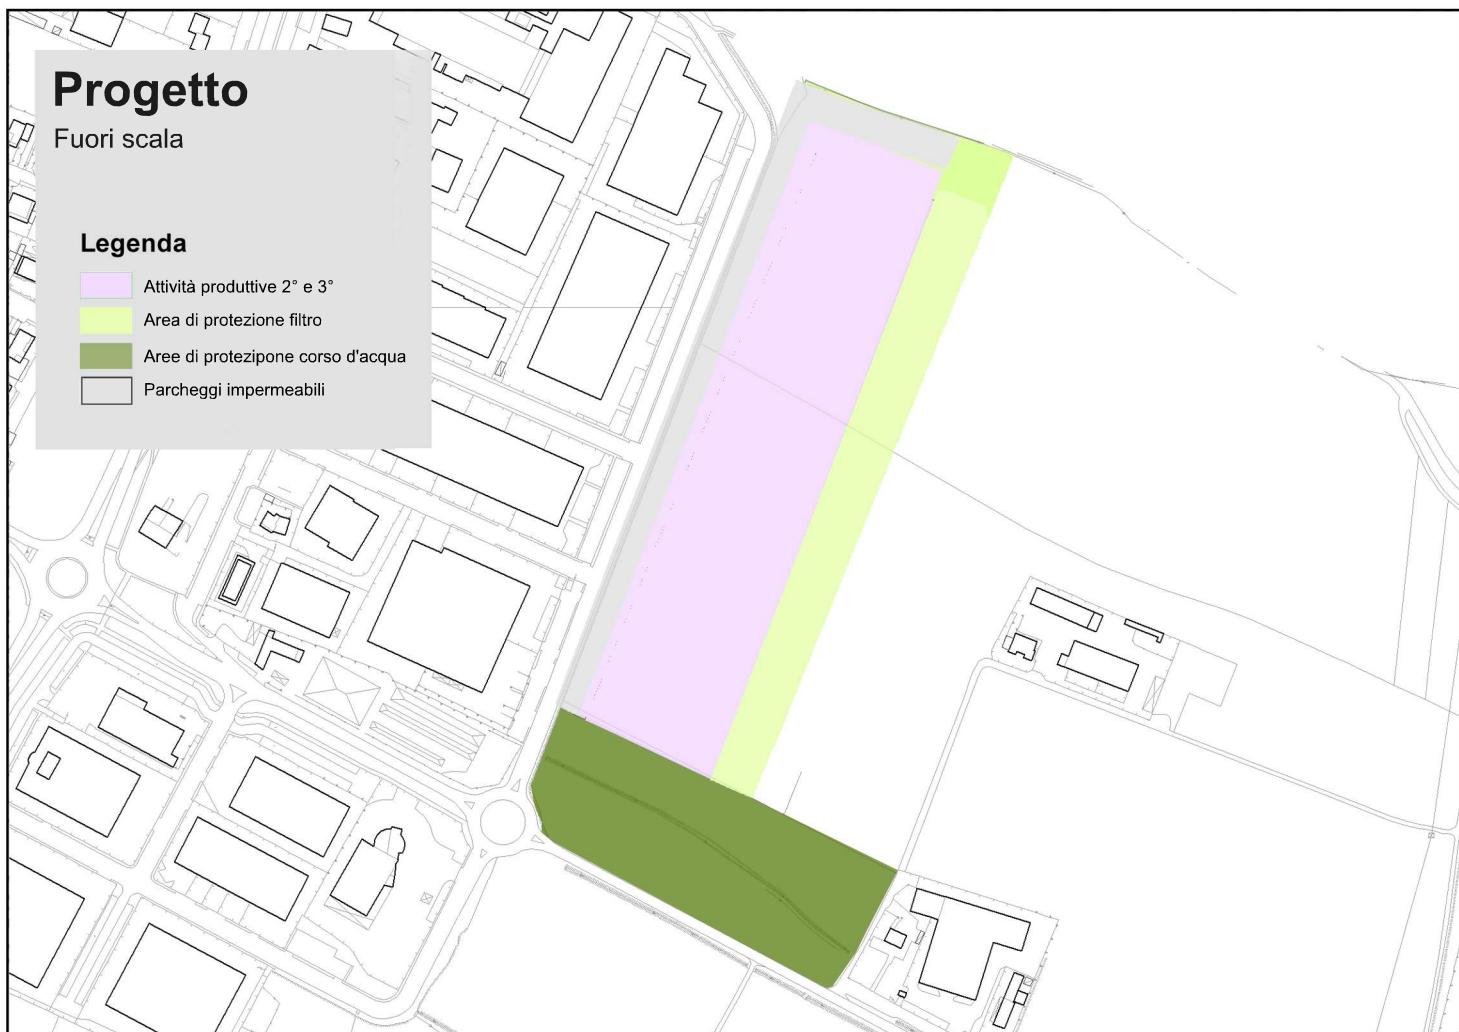 Progetto
Fuori scala
Legenda
Attività produttive 2° e 3°
Area di protezione filtro
Aree di protezipone corso d'acqua
Parcheggi impermeabili